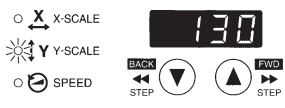 X X-SCALE
130
Y Y-SCALE
BACK
FWD
SPEED
STEP
STEP